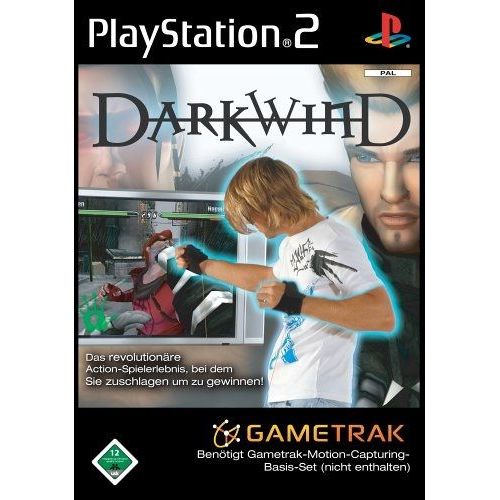 PlayStation®2
PAL
DARKWIND
Das revolutionäre
Action-Spielerlebnis, bei dem
Sie zuschlagen um zu gewinnen!
GAMETRAK
Benötigt Gametrak-Motion-Capturing-
Basis-Set (nicht enthalten)
12